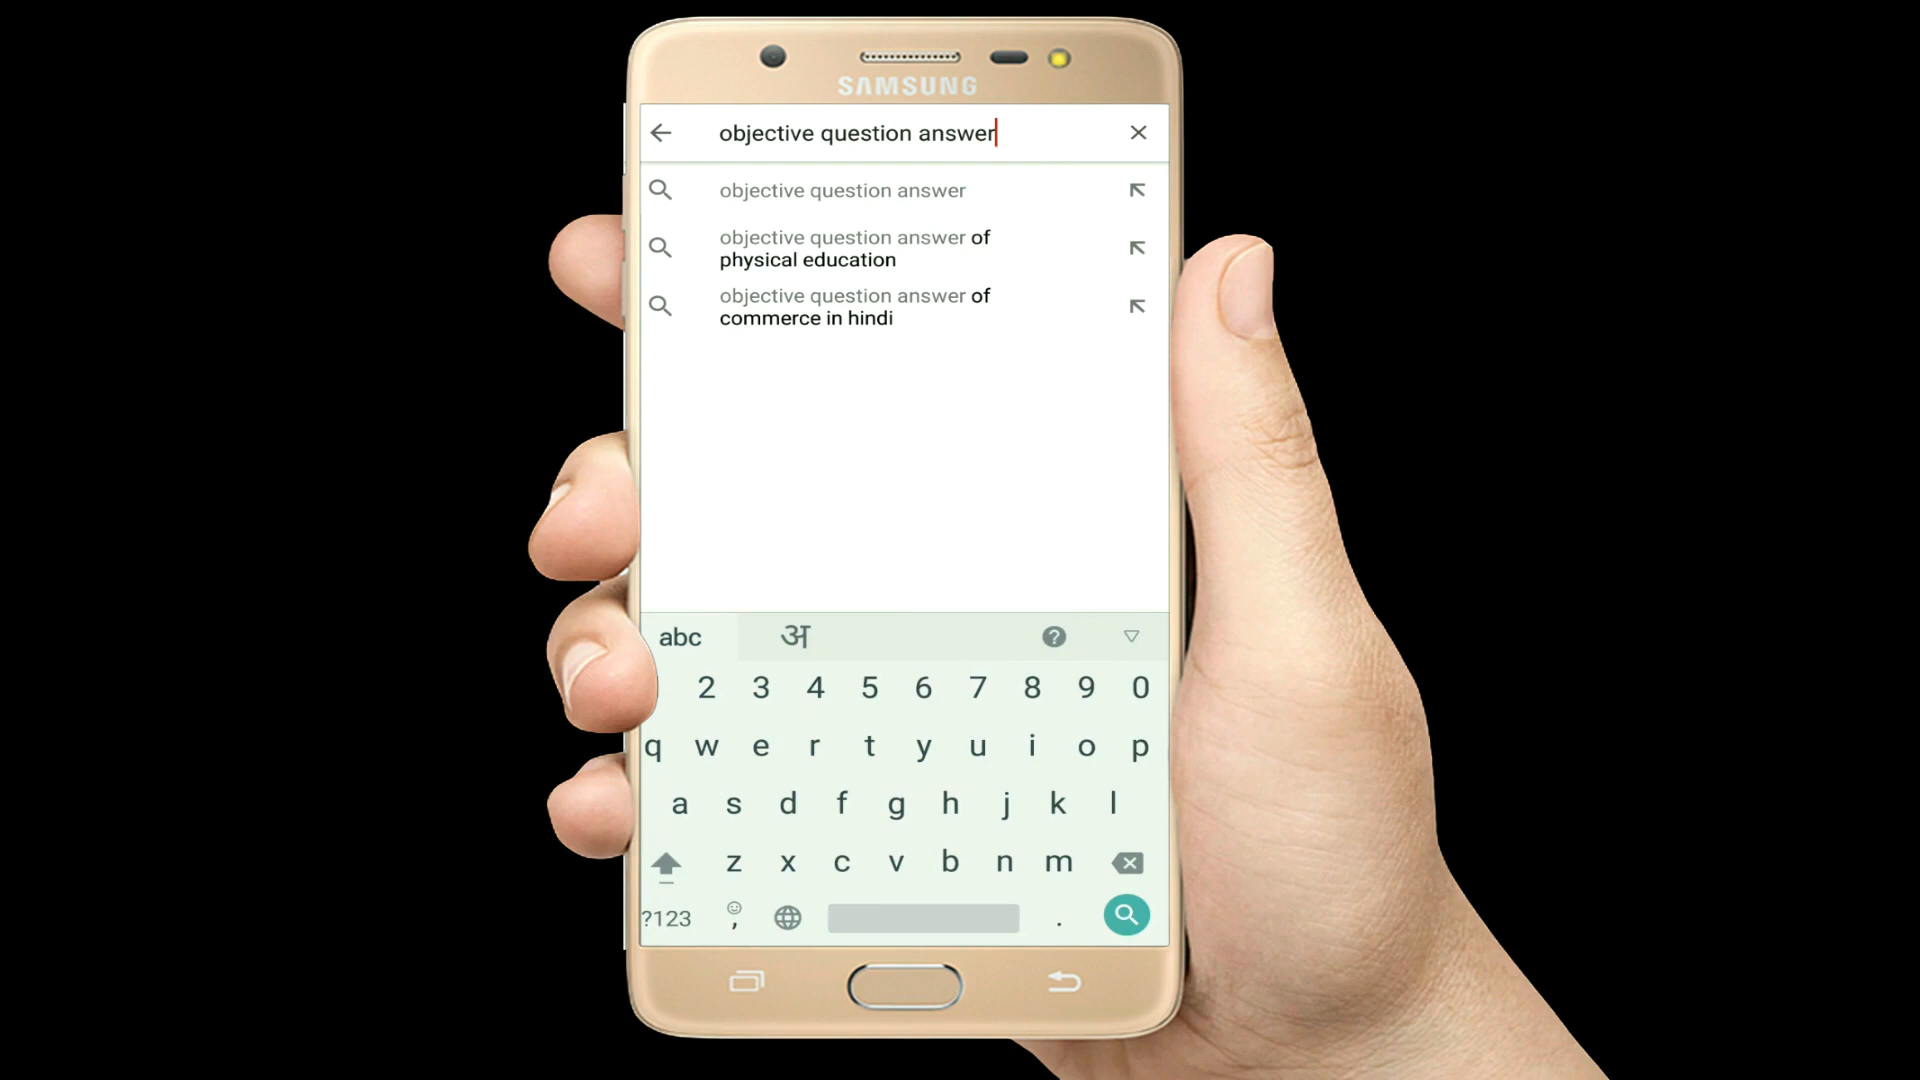 SAMSUNG
objective question answer
objective question answer
objective question answer of
physical education
objective question answer of
commerce in hindi
abc अ ?
2 3 4 5 6 7 8 9 0
q w e r t y u i o p
a s d f g h j k l
z x c v b n m
?123 , .